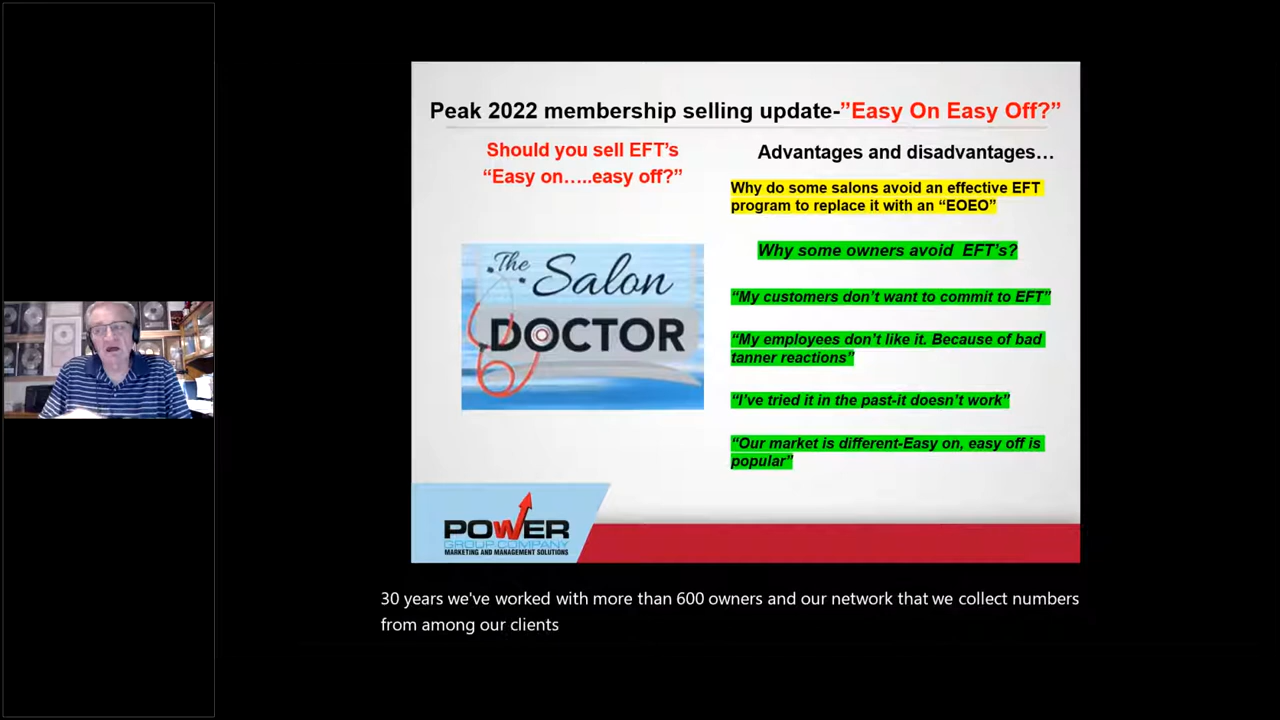 Peak 2022 membership selling update-”Easy On Easy Off?”
Should you sell EFT’s
“Easy on…..easy off?”
The Salon
DOCTOR
Advantages and disadvantages…
Why do some salons avoid an effective EFT
program to replace it with an “EOEO”
Why some owners avoid EFT’s?
“My customers don’t want to commit to EFT”
“My employees don’t like it. Because of bad
tanner reactions”
“I’ve tried it in the past-it doesn’t work”
“Our market is different-Easy on, easy off is
popular”
POWER
GROUP COMPANY
MARKETING AND MANAGEMENT SOLUTIONS
30 years we've worked with more than 600 owners and our network that we collect numbers
from among our clients